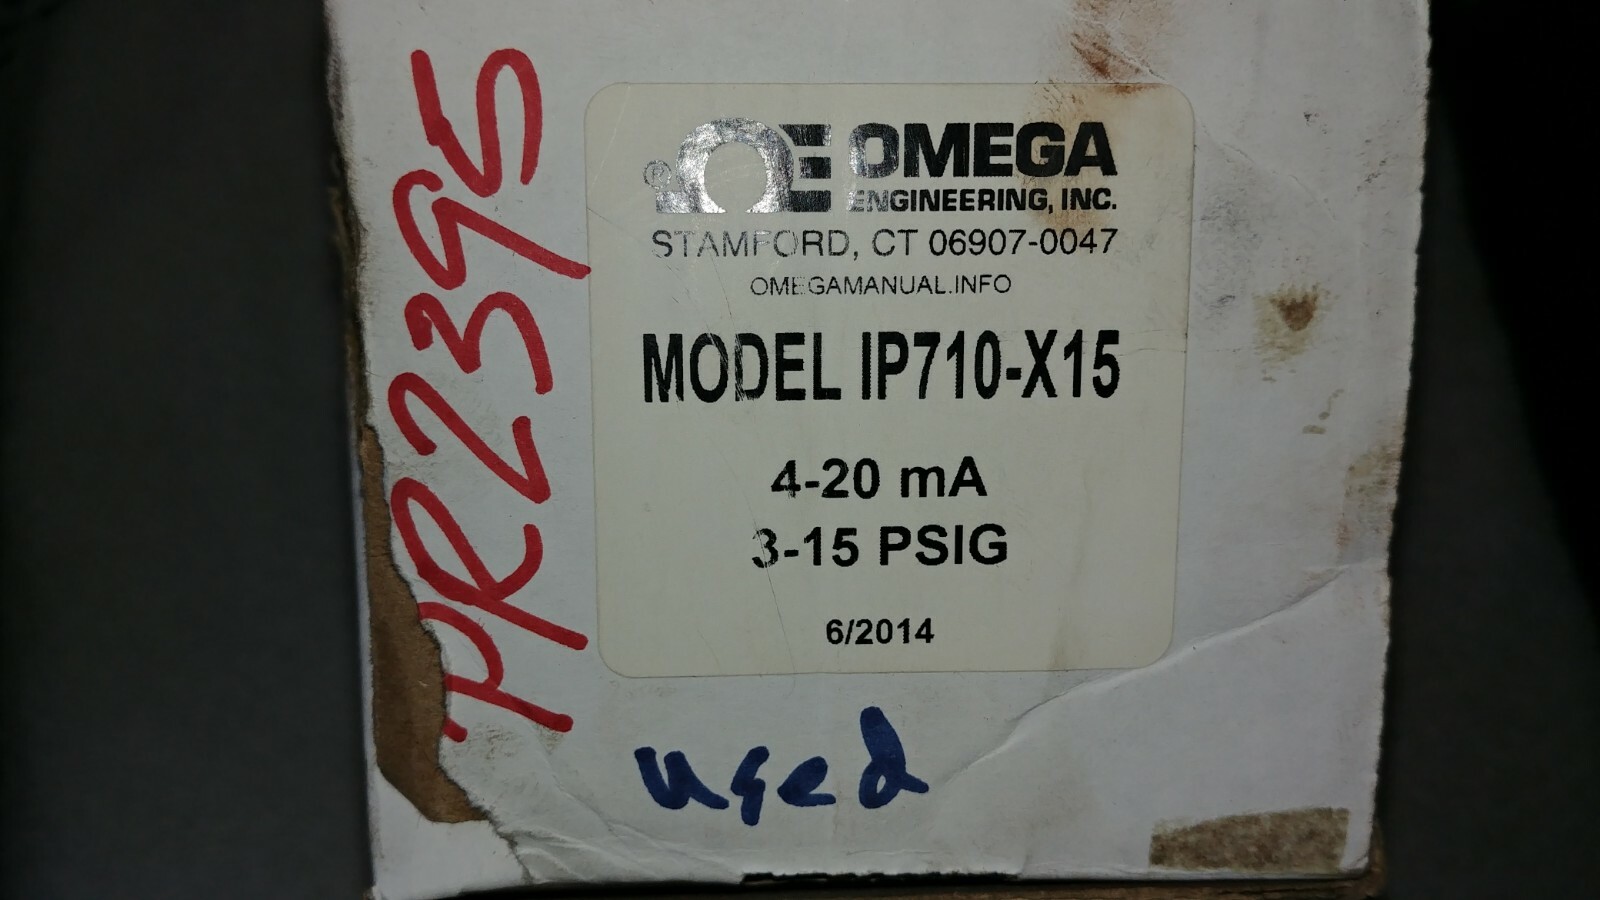 PR2395
OMEGA
ENGINEERING, INC.
STAMFORD, CT 06907-0047
OMEGAMANUAL.INFO
MODEL IP710-X15
4-20 mA
3-15 PSIG
6/2014
used